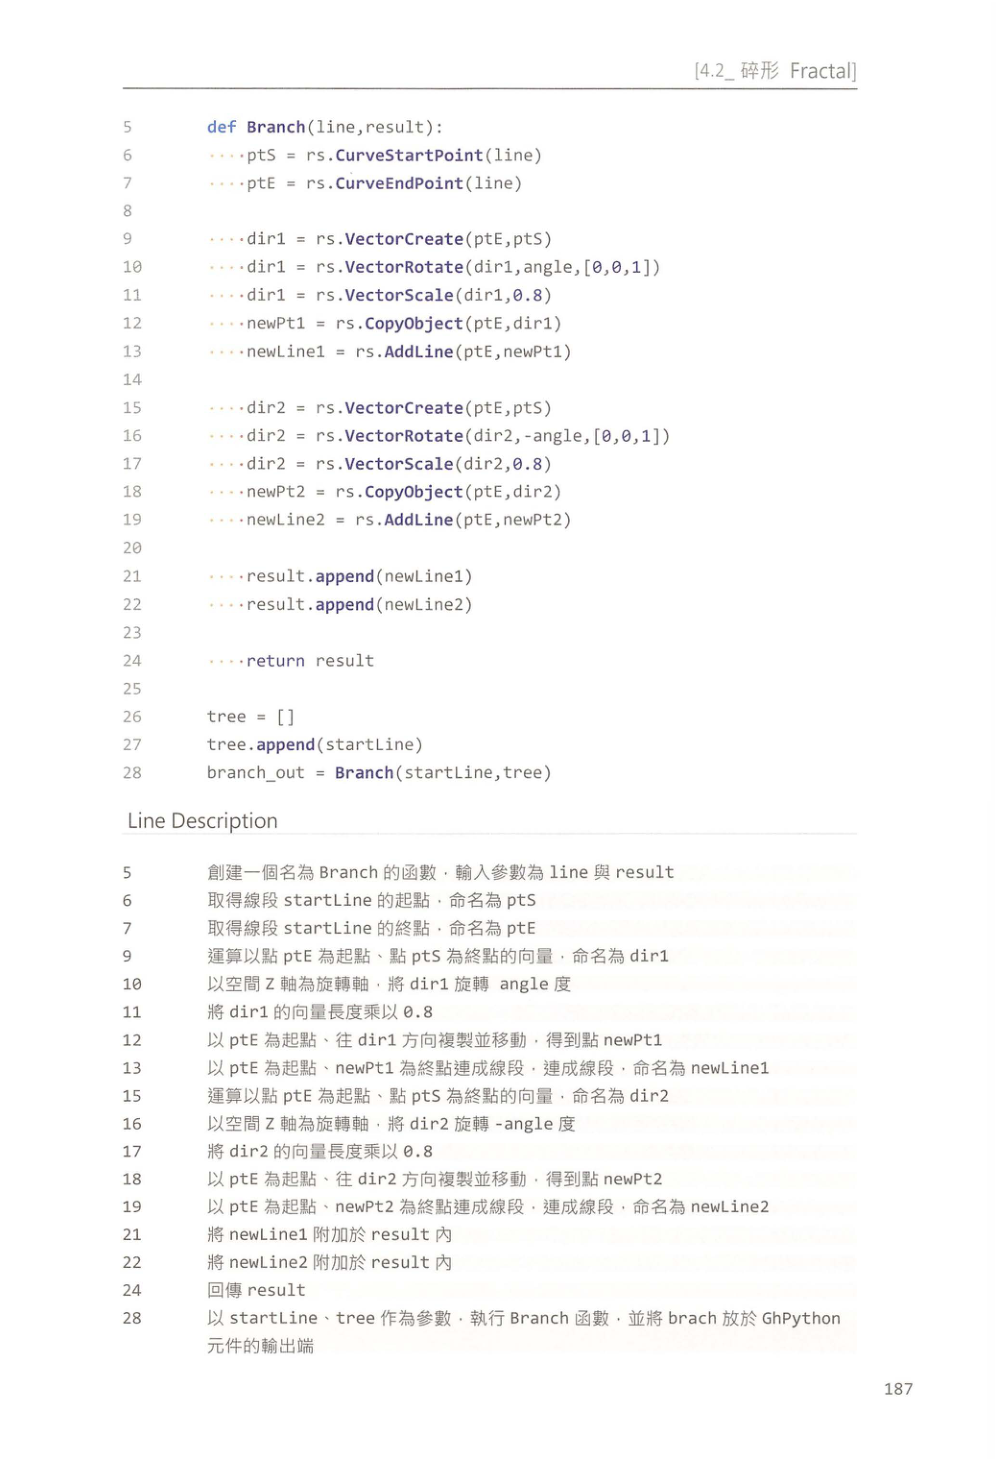 [4.2_ 碎形 Fractal]
5 def Branch(line,result):
6 ····ptS = rs.CurveStartPoint(line)
7 ····ptE = rs.CurveEndPoint(line)
8
9 ····dir1 = rs.VectorCreate(ptE,ptS)
10 ····dir1 = rs.VectorRotate(dir1,angle,[0,0,1])
11 ····dir1 = rs.VectorScale(dir1,0.8)
12 ····newPt1 = rs.CopyObject(ptE,dir1)
13 ····newLine1 = rs.AddLine(ptE,newPt1)
14
15 ····dir2 = rs.VectorCreate(ptE,ptS)
16 ····dir2 = rs.VectorRotate(dir2,-angle,[0,0,1])
17 ····dir2 = rs.VectorScale(dir2,0.8)
18 ····newPt2 = rs.CopyObject(ptE,dir2)
19 ····newLine2 = rs.AddLine(ptE,newPt2)
20
21 ····result.append(newLine1)
22 ····result.append(newLine2)
23
24 ····return result
25
26 tree = []
27 tree.append(startLine)
28 branch_out = Branch(startLine,tree)
Line Description
5 創建一個名為 Branch 的函數，輸入參數為 line 與 result
6 取得線段 startLine 的起點，命名為 ptS
7 取得線段 startLine 的終點，命名為 ptE
9 運算以點 ptE 為起點、點 ptS 為終點的向量，命名為 dir1
10 以空間 Z 軸為旋轉軸，將 dir1 旋轉 angle 度
11 將 dir1 的向量長度乘以 0.8
12 以 ptE 為起點、往 dir1 方向複製並移動，得到點 newPt1
13 以 ptE 為起點、newPt1 為終點連成線段，連成線段，命名為 newLine1
15 運算以點 ptE 為起點、點 ptS 為終點的向量，命名為 dir2
16 以空間 Z 軸為旋轉軸，將 dir2 旋轉 -angle 度
17 將 dir2 的向量長度乘以 0.8
18 以 ptE 為起點、往 dir2 方向複製並移動，得到點 newPt2
19 以 ptE 為起點、newPt2 為終點連成線段，連成線段，命名為 newLine2
21 將 newLine1 附加於 result 內
22 將 newLine2 附加於 result 內
24 回傳 result
28 以 startLine、tree 作為參數，執行 Branch 函數，並將 brach 放於 GhPython
元件的輸出端
187